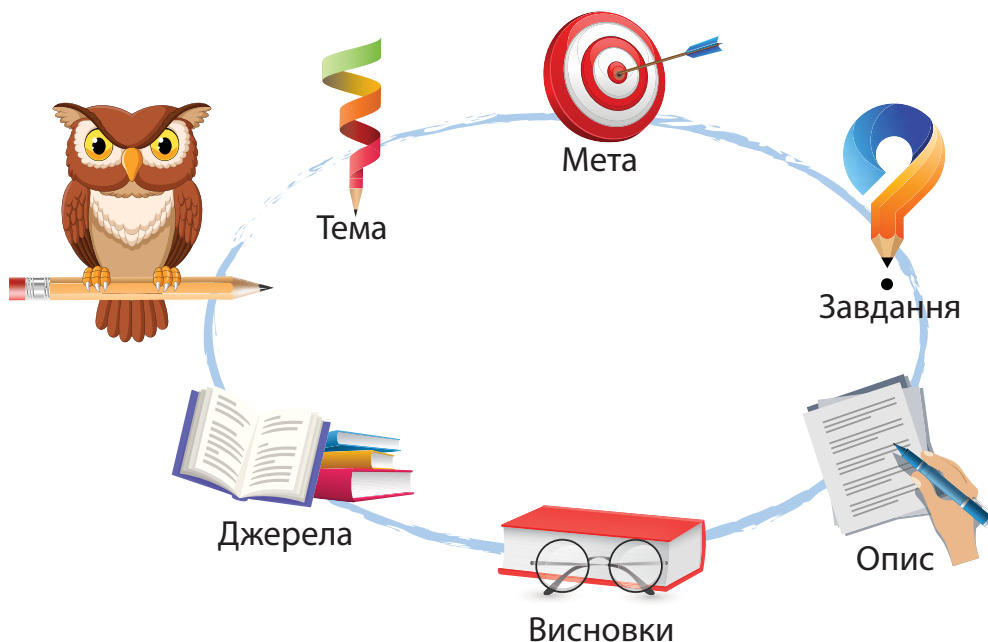 Тема
Мета
Завдання
Опис
Висновки
Джерела